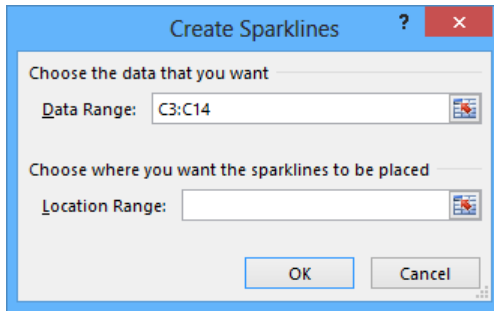 Create Sparklines ?
Choose the data that you want
Data Range: C3:C14
Choose where you want the sparklines to be placed
Location Range:
OK Cancel